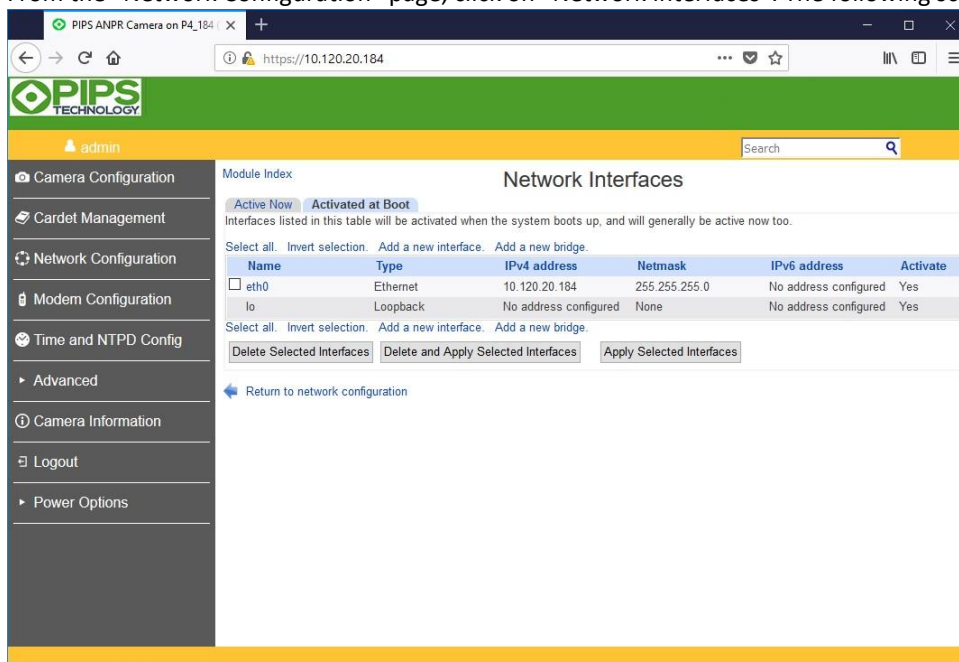 From the "Network Configuration" page, click on "Network Interfaces". The following sc
PIPS ANPR Camera on P4_184 (
https://10.120.20.184
PIPS
TECHNOLOGY
admin
Search
Camera Configuration
Cardet Management
Network Configuration
Modem Configuration
Time and NTPD Config
Advanced
Camera Information
Logout
Power Options
Module Index
Network Interfaces
Active Now Activated at Boot
Interfaces listed in this table will be activated when the system boots up, and will generally be active now too.
Select all. Invert selection. Add a new interface. Add a new bridge.
Name Type IPv4 address Netmask IPv6 address Activate
eth0 Ethernet 10.120.20.184 255.255.255.0 No address configured Yes
lo Loopback No address configured None No address configured Yes
Select all. Invert selection. Add a new interface. Add a new bridge.
Delete Selected Interfaces Delete and Apply Selected Interfaces Apply Selected Interfaces
Return to network configuration